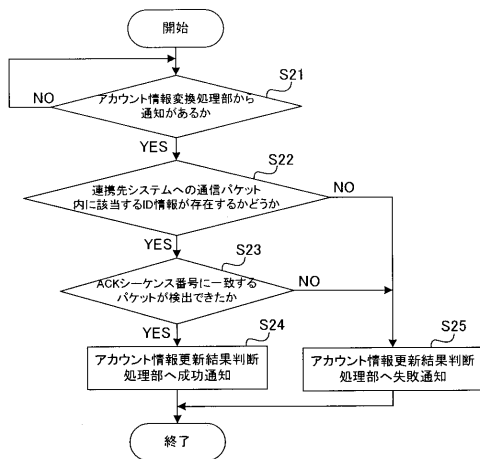 開始
S21
アカウント情報変換処理部から
通知があるか
NO
YES
S22
連携先システムへの通信パケット
内に該当するID情報が存在するかどうか
NO
YES
S23
ACKシーケンス番号に一致する
パケットが検出できたか
NO
YES
S24
アカウント情報更新結果判断
処理部へ成功通知
S25
アカウント情報更新結果判断
処理部へ失敗通知
終了